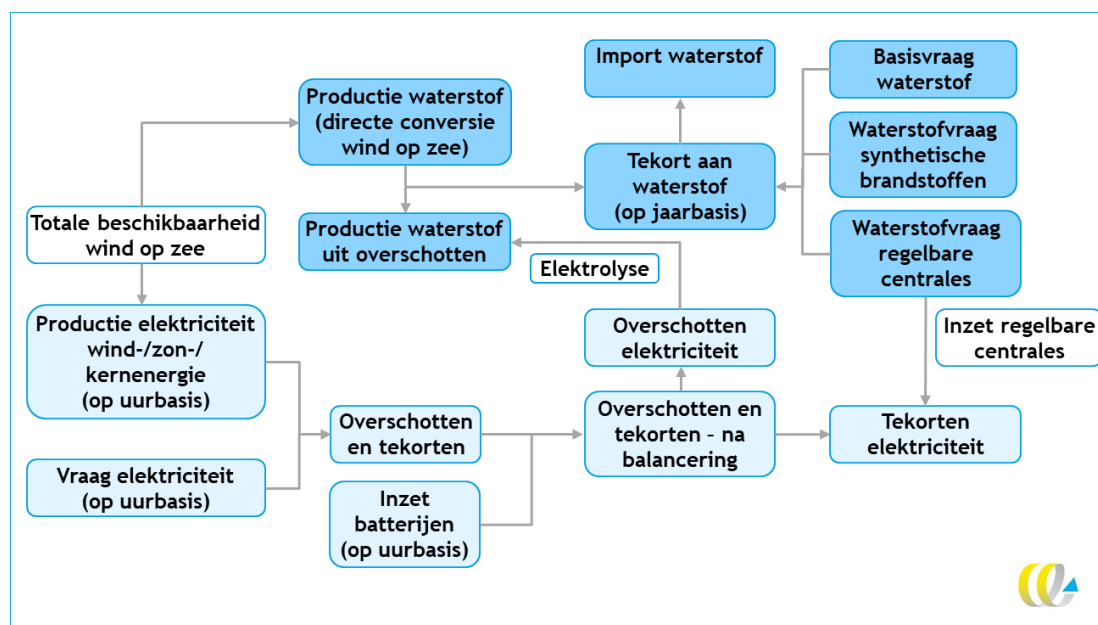 Import waterstof
Basisvraag
waterstof
Productie waterstof
(directe conversie
wind op zee)
Waterstofvraag
synthetische
brandstoffen
Tekort aan
waterstof
(op jaarbasis)
Totale beschikbaarheid
wind op zee
Productie waterstof
uit overschotten
Waterstofvraag
regelbare
centrales
Elektrolyse
Productie elektriciteit
wind-/zon-/
kernenergie
(op uurbasis)
Overschotten
elektriciteit
Inzet regelbare
centrales
Overschotten
en tekorten
Overschotten en
tekorten – na
balancering
Tekorten
elektriciteit
Vraag elektriciteit
(op uurbasis)
Inzet
batterijen
(op uurbasis)